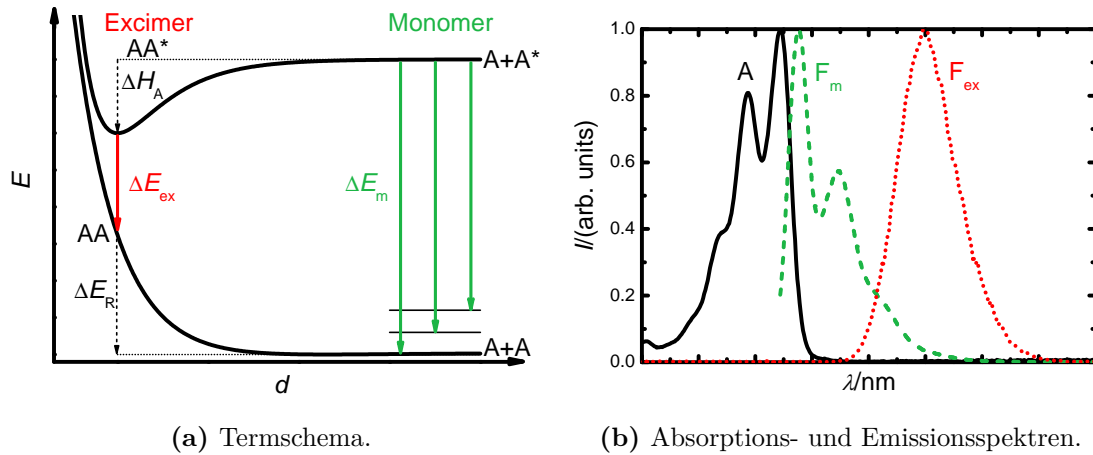 Excimer
Monomer
AA*
A+A*
ΔH_A
E
ΔE_ex
ΔE_m
AA
ΔE_R
A+A
d
(a) Termschema.
I/(arb. units)
1.0
0.8
0.6
0.4
0.2
0.0
A
F_m
F_ex
λ/nm
(b) Absorptions- und Emissionsspektren.